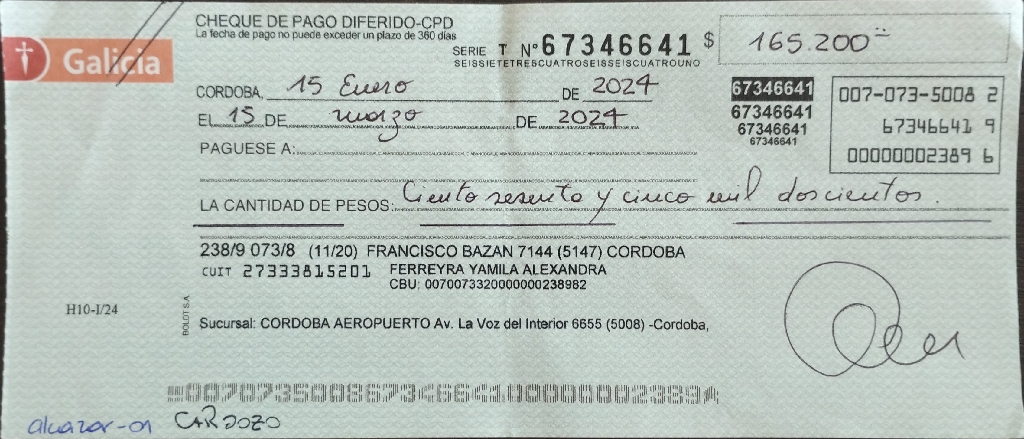 CHEQUE DE PAGO DIFERIDO-CPD
La fecha de pago no puede exceder un plazo de 360 días
Galicia
SERIE T N° 67346641 $ 165.200=
SEISSIETETRESCUATROSEISSEISCUATROUNO
CORDOBA, 15 Enero DE 2024
EL 15 DE marzo DE 2024
67346641
67346641
67346641
67346641
007-073-5008 2
67346641 9
00000002389 6
PAGUESE A:
LA CANTIDAD DE PESOS: Ciento sesenta y cinco mil doscientos.
238/9 073/8 (11/20) FRANCISCO BAZAN 7144 (5147) CORDOBA
CUIT 27333815201 FERREYRA YAMILA ALEXANDRA
CBU: 0070073320000000238982
H10-I/24
BOLDT S.A.
Sucursal: CORDOBA AEROPUERTO Av. La Voz del Interior 6655 (5008) -Cordoba,
alcazar-01 CARDOZO